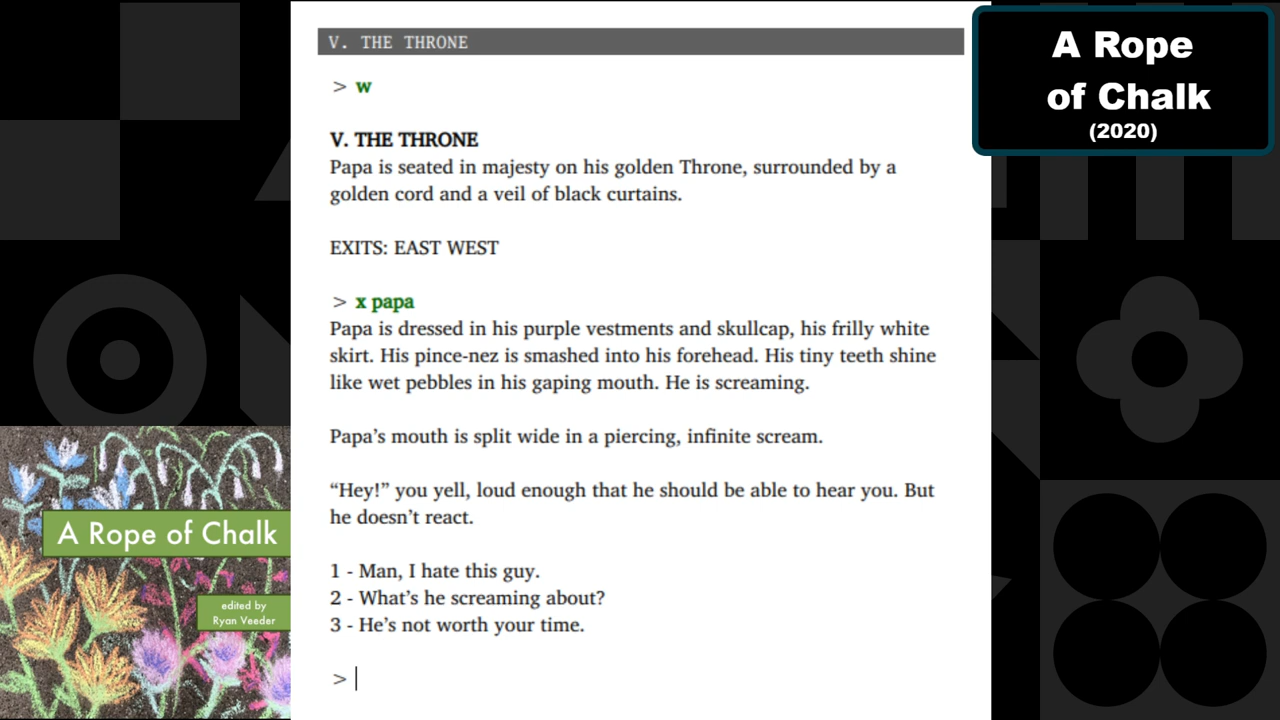 V. THE THRONE
> w
V. THE THRONE
Papa is seated in majesty on his golden Throne, surrounded by a
golden cord and a veil of black curtains.
EXITS: EAST WEST
> x papa
Papa is dressed in his purple vestments and skullcap, his frilly white
skirt. His pince-nez is smashed into his forehead. His tiny teeth shine
like wet pebbles in his gaping mouth. He is screaming.
Papa’s mouth is split wide in a piercing, infinite scream.
“Hey!” you yell, loud enough that he should be able to hear you. But
he doesn’t react.
1 - Man, I hate this guy.
2 - What’s he screaming about?
3 - He’s not worth your time.
>
A Rope
of Chalk
(2020)
A Rope of Chalk
edited by
Ryan Veeder